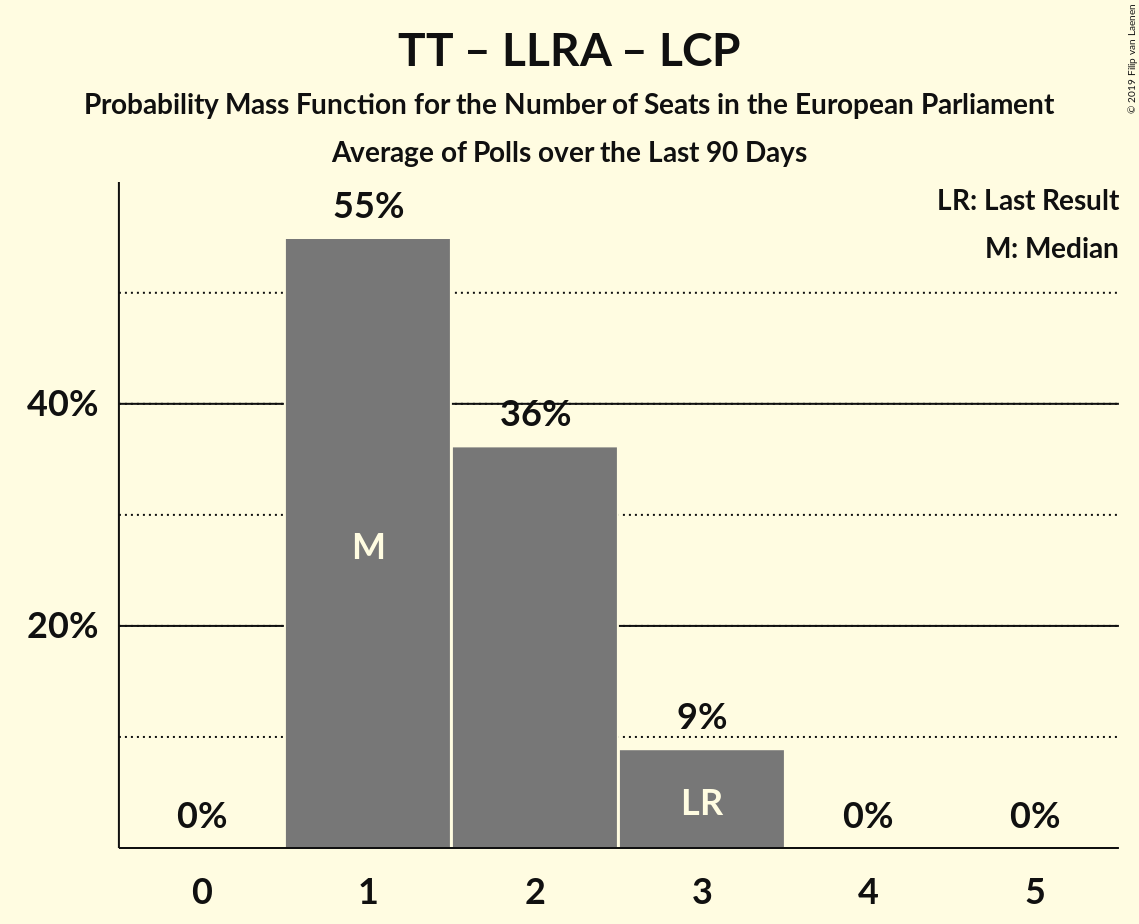 TT – LLRA – LCP
Probability Mass Function for the Number of Seats in the European Parliament
Average of Polls over the Last 90 Days
© 2019 Filip van Laenen
LR: Last Result
M: Median
55%
40%
36%
M
20%
9%
LR
0%
0%
0%
0
1
2
3
4
5